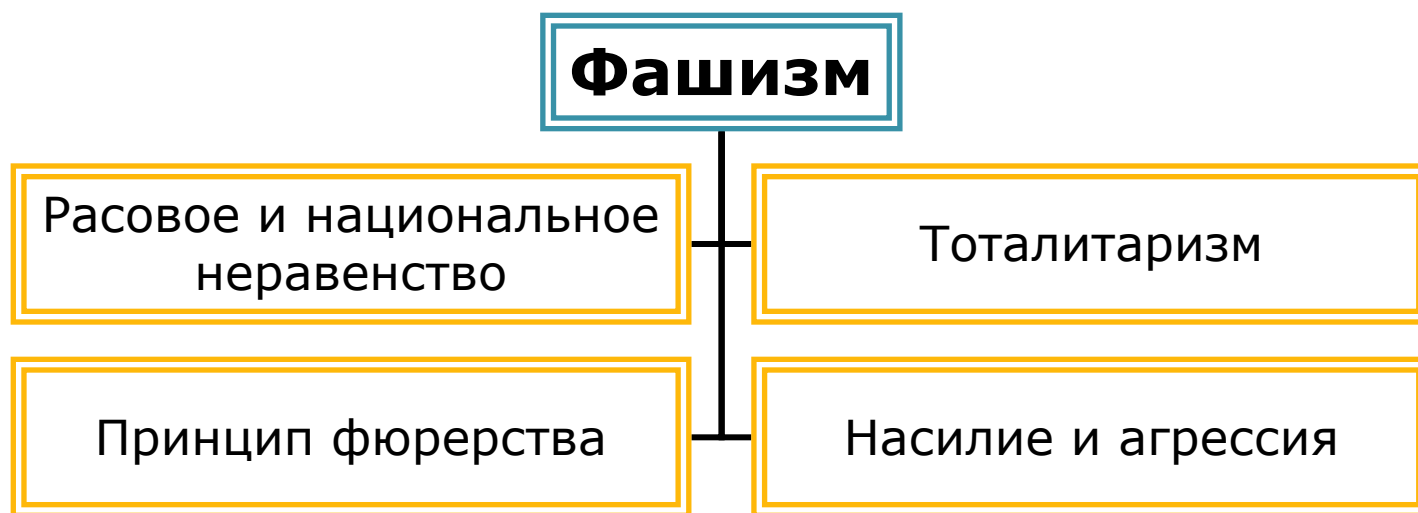 Фашизм
Расовое и национальное
неравенство
Тоталитаризм
Принцип фюрерства
Насилие и агрессия